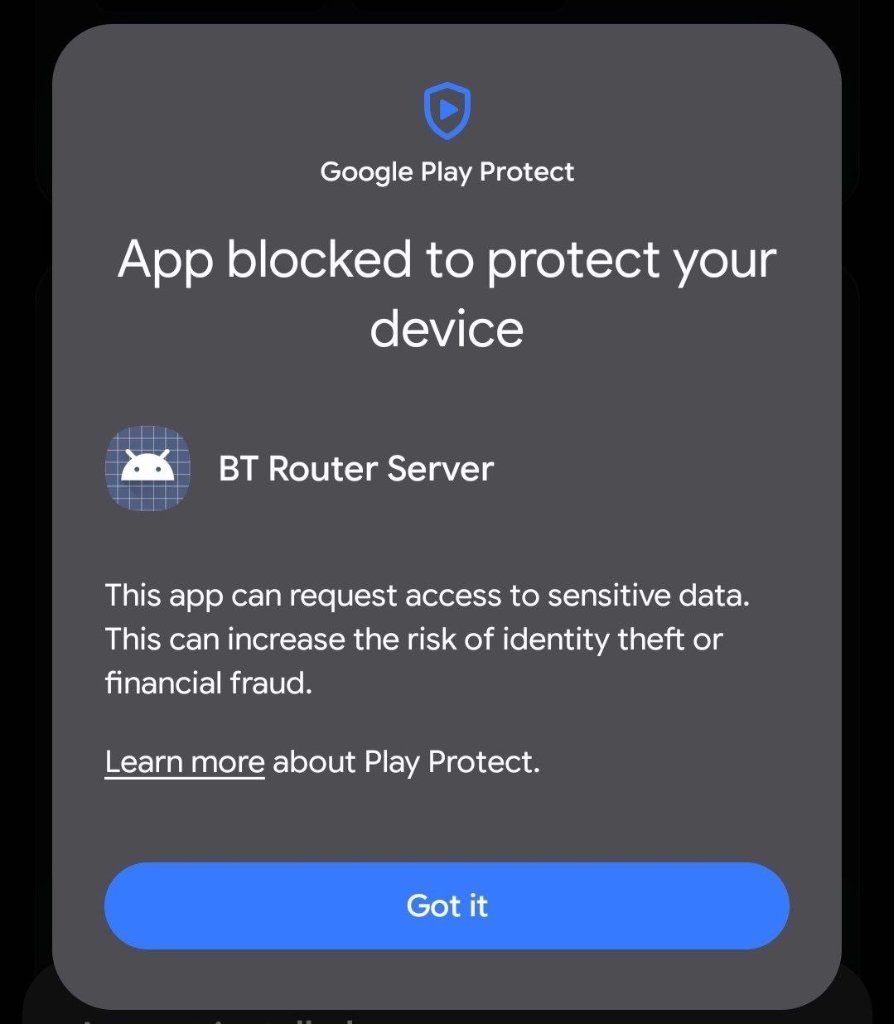 Google Play Protect
App blocked to protect your
device
BT Router Server
This app can request access to sensitive data.
This can increase the risk of identity theft or
financial fraud.
Learn more about Play Protect.
Got it